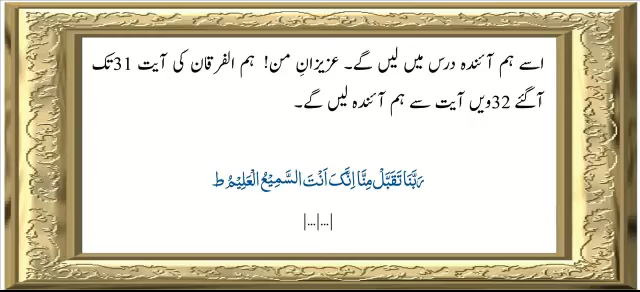 اسے ہم آئندہ درس میں لیں گے۔ عزیزانِ من! ہم الفرقان کی آیت 31 تک
آگئے 32ویں آیت سے ہم آئندہ لیں گے۔
رَبَّنَا تَقَبَّلْ مِنَّا اِنَّکَ اَنْتَ السَّمِیْعُ الْعَلِیْمُ ط
|…|…|